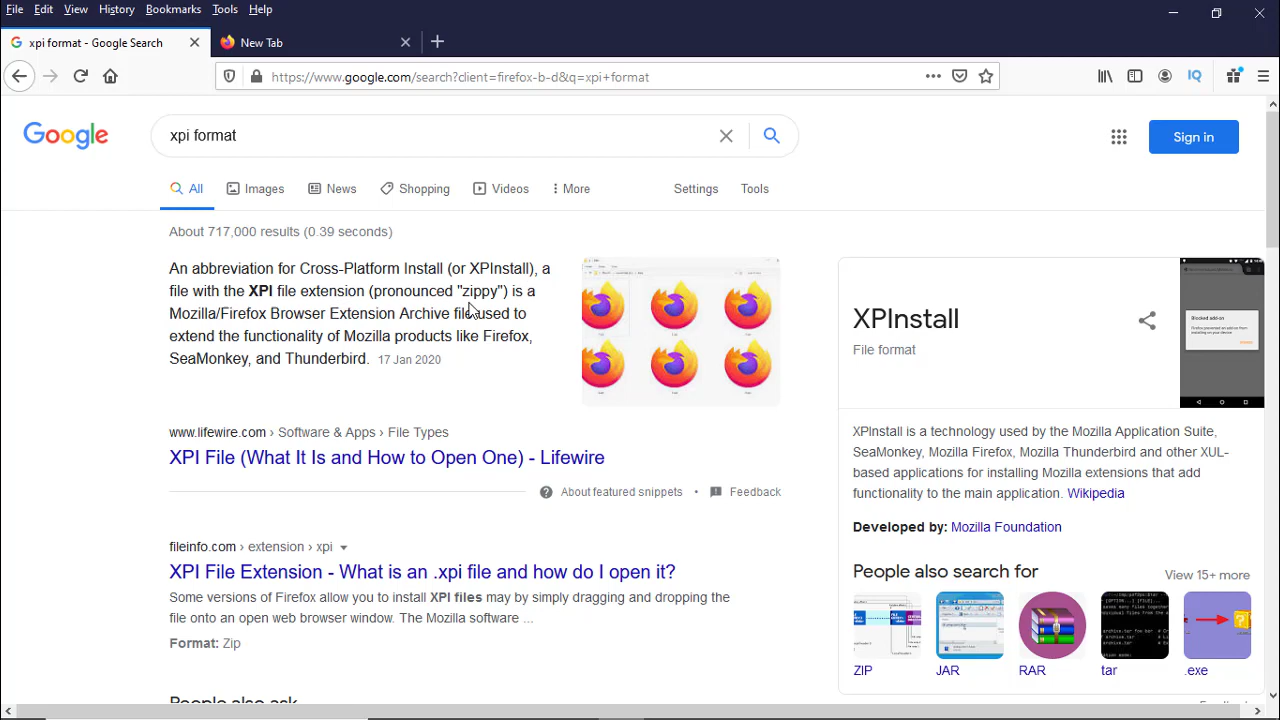 File Edit View History Bookmarks Tools Help
xpi format - Google Search New Tab
https://www.google.com/search?client=firefox-b-d&q=xpi+format
IQ
Google
xpi format
Sign in
All Images News Shopping Videos More Settings Tools
About 717,000 results (0.39 seconds)
An abbreviation for Cross-Platform Install (or XPInstall), a
file with the XPI file extension (pronounced "zippy") is a
Mozilla/Firefox Browser Extension Archive file used to
extend the functionality of Mozilla products like Firefox,
SeaMonkey, and Thunderbird. 17 Jan 2020
www.lifewire.com › Software & Apps › File Types
XPI File (What It Is and How to Open One) - Lifewire
About featured snippets • Feedback
fileinfo.com › extension › xpi
XPI File Extension - What is an .xpi file and how do I open it?
Some versions of Firefox allow you to install XPI files may by simply dragging and dropping the
file onto an open web browser window. The Mozilla software ...
Format: Zip
People also ask
XPInstall
File format
Blocked add-on
XPInstall is a technology used by the Mozilla Application Suite,
SeaMonkey, Mozilla Firefox, Mozilla Thunderbird and other XUL-
based applications for installing Mozilla extensions that add
functionality to the main application. Wikipedia
Developed by: Mozilla Foundation
People also search for View 15+ more
ZIP JAR RAR tar .exe